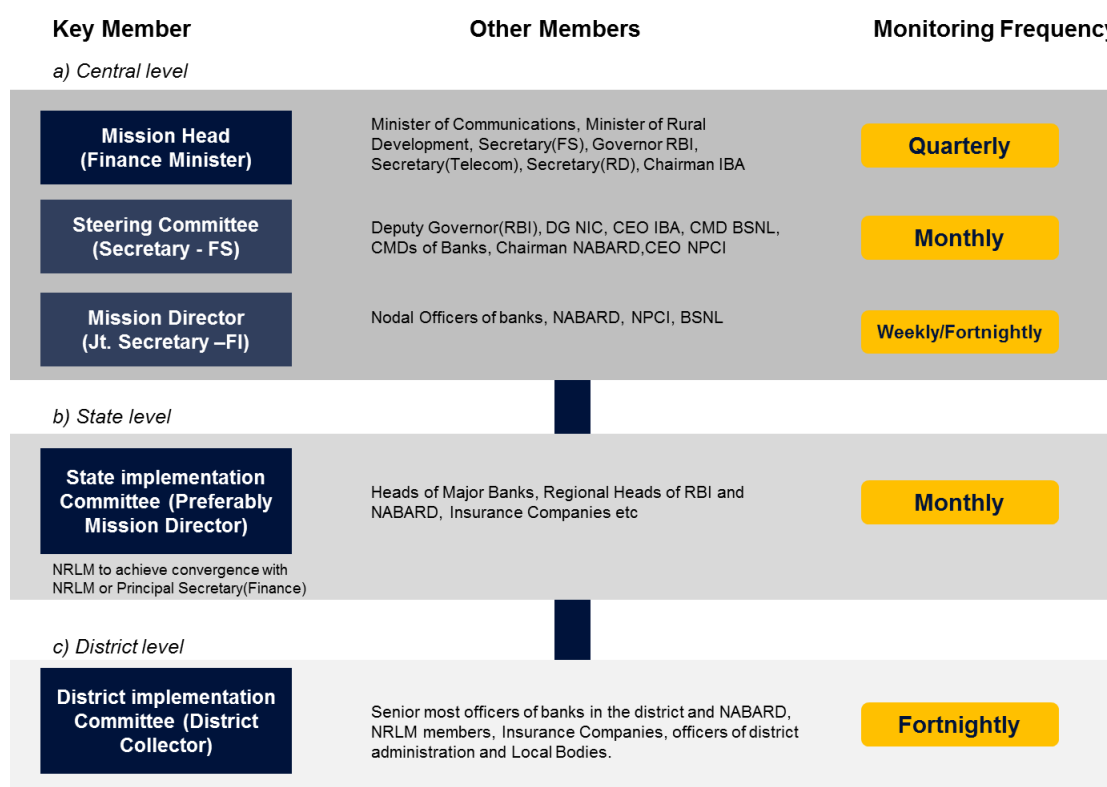 Key Member
Other Members
Monitoring Frequency
a) Central level
Mission Head
(Finance Minister)
Minister of Communications, Minister of Rural
Development, Secretary(FS), Governor RBI,
Secretary(Telecom), Secretary(RD), Chairman IBA
Quarterly
Steering Committee
(Secretary - FS)
Deputy Governor(RBI), DG NIC, CEO IBA, CMD BSNL,
CMDs of Banks, Chairman NABARD,CEO NPCI
Monthly
Mission Director
(Jt. Secretary –FI)
Nodal Officers of banks, NABARD, NPCI, BSNL
Weekly/Fortnightly
b) State level
State implementation
Committee (Preferably
Mission Director)
Heads of Major Banks, Regional Heads of RBI and
NABARD, Insurance Companies etc
Monthly
NRLM to achieve convergence with
NRLM or Principal Secretary(Finance)
c) District level
District implementation
Committee (District
Collector)
Senior most officers of banks in the district and NABARD,
NRLM members, Insurance Companies, officers of district
administration and Local Bodies.
Fortnightly